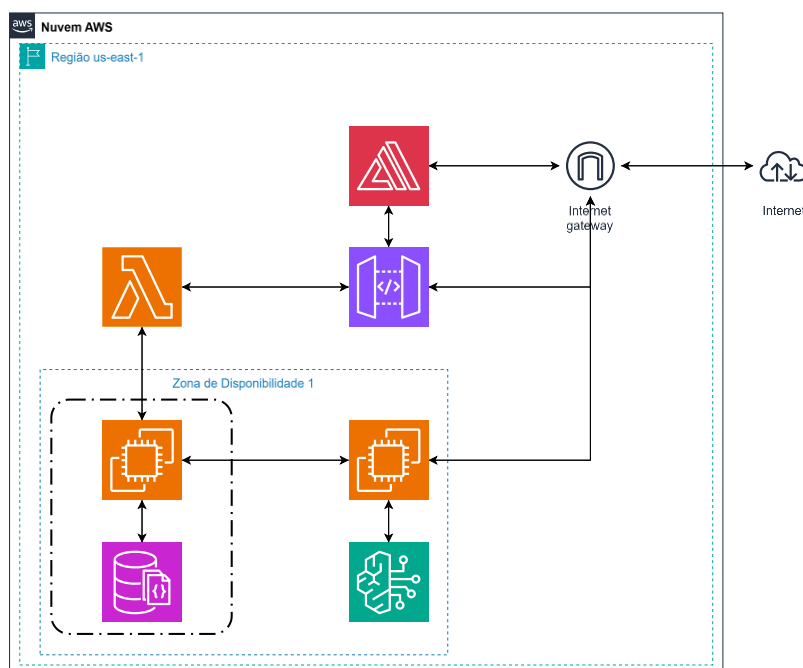 aws
Nuvem AWS
Região us-east-1
Internet
gateway
Internet
</>
Zona de Disponibilidade 1
{}